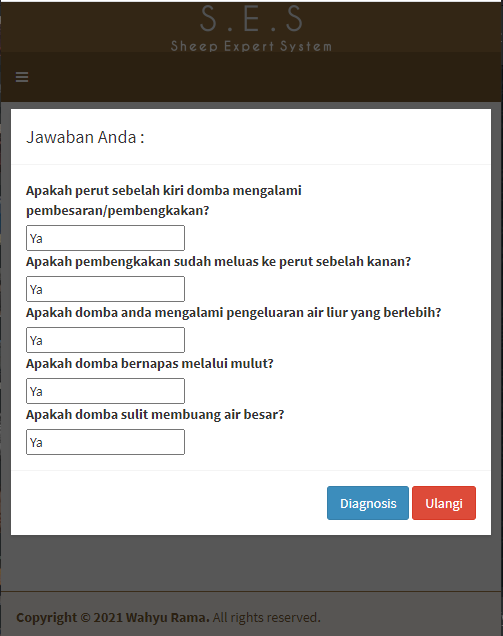 S.E.S
Sheep Expert System
Jawaban Anda :
Apakah perut sebelah kiri domba mengalami
pembesaran/pembengkakan?
Ya
Apakah pembengkakan sudah meluas ke perut sebelah kanan?
Ya
Apakah domba anda mengalami pengeluaran air liur yang berlebih?
Ya
Apakah domba bernapas melalui mulut?
Ya
Apakah domba sulit membuang air besar?
Ya
Diagnosis Ulangi
Copyright © 2021 Wahyu Rama. All rights reserved.